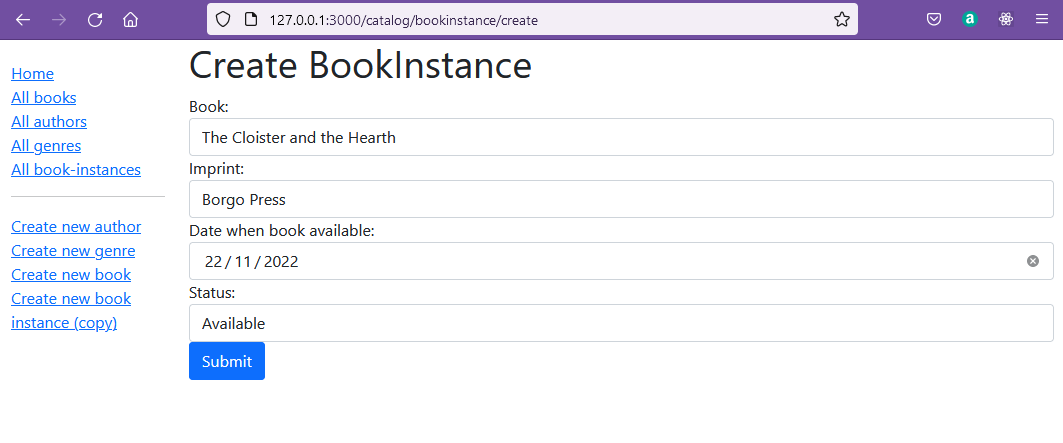 127.0.0.1:3000/catalog/bookinstance/create
a
Home
All books
All authors
All genres
All book-instances
Create new author
Create new genre
Create new book
Create new book
instance (copy)
Create BookInstance
Book:
The Cloister and the Hearth
Imprint:
Borgo Press
Date when book available:
22/11/2022
Status:
Available
Submit